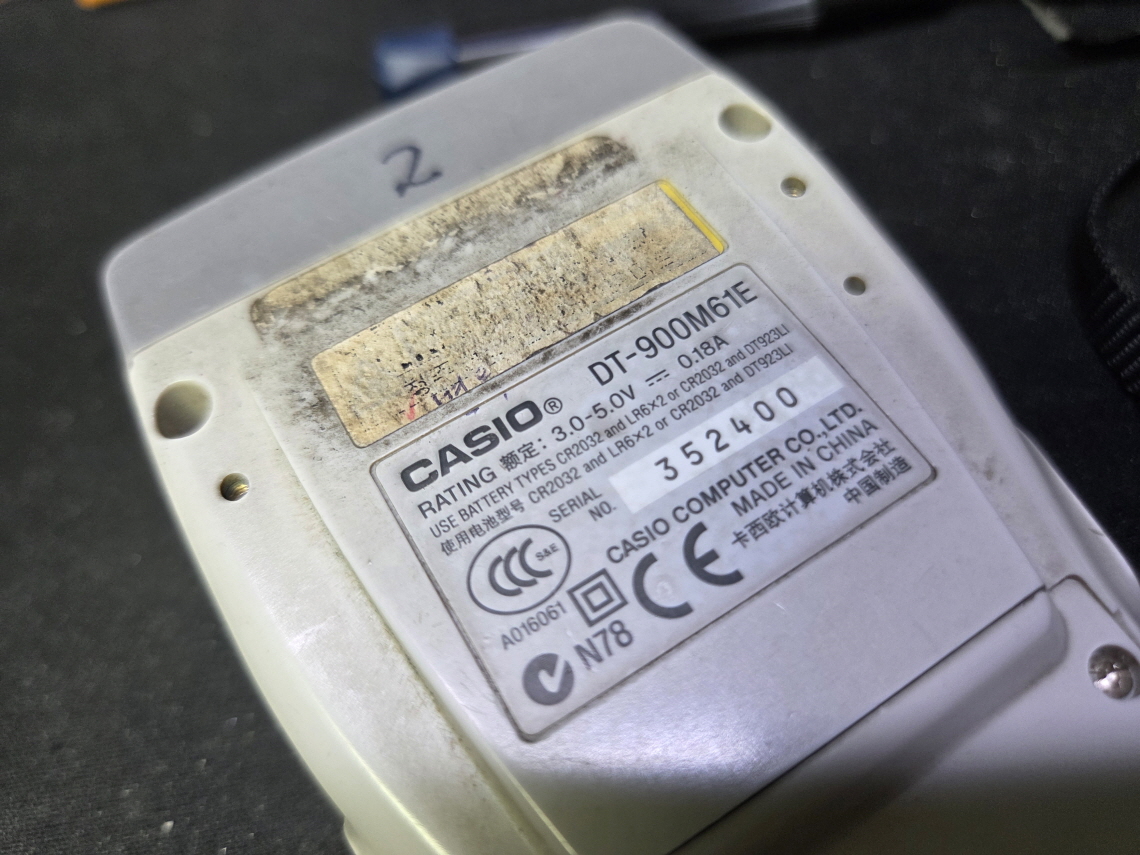 2
CASIO® DT-900M61E
RATING 额定: 3.0-5.0V ⎓ 0.18A
USE BATTERY TYPES CR2032 and LR6×2 or CR2032 and DT923LI
使用电池型号 CR2032 and LR6×2 or CR2032 and DT923LI
SERIAL NO. 352400
CCC S&E
A016061
CASIO COMPUTER CO.,LTD.
MADE IN CHINA
CE
卡西欧计算机株式会社
中国制造
N78